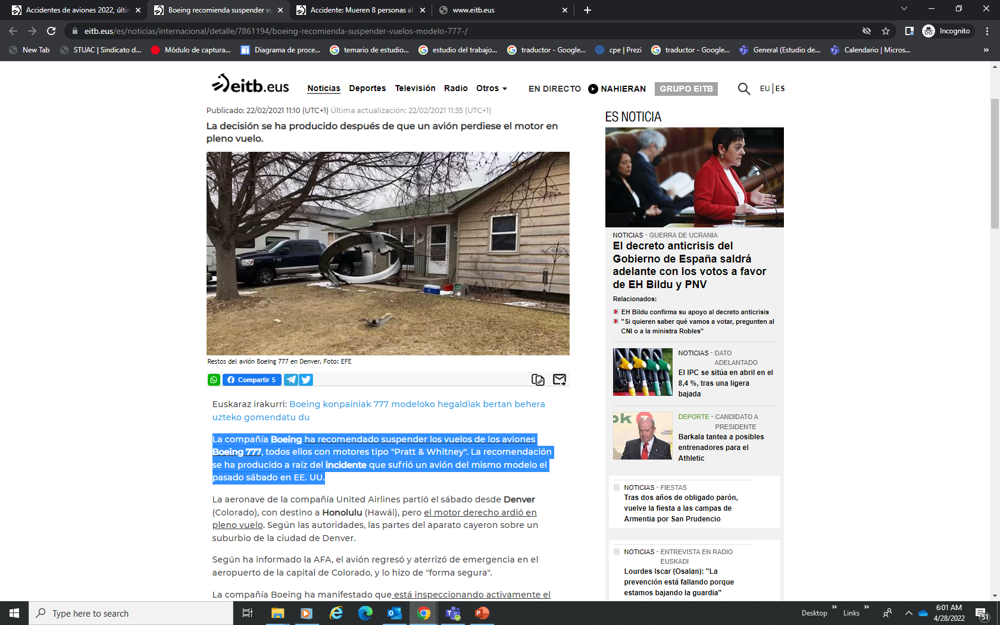 Accidentes de aviones 2022, últin
Boeing recomienda suspender vu
Accidente: Mueren 8 personas al
www.eitb.eus
eitb.eus/es/noticias/internacional/detalle/7861194/boeing-recomienda-suspender-vuelos-modelo-777-/
Incognito
New Tab
STUAC | Sindicato d...
Módulo de captura...
Diagrama de proce...
temario de estudio...
estudio del trabajo...
traductor - Google...
cpe | Prezi
traductor - Google...
General (Estudio de...
Calendario | Micros...
»
eitb.eus
Noticias Deportes Televisión Radio Otros
EN DIRECTO NAHIERAN GRUPO EITB
EU | ES
Publicado: 22/02/2021 11:10 (UTC+1) Última actualización: 22/02/2021 11:35 (UTC+1)
La decisión se ha producido después de que un avión perdiese el motor en
pleno vuelo.
Restos del avión Boeing 777 en Denver. Foto: EFE
Compartir 5
Euskaraz irakurri: Boeing konpainiak 777 modeloko hegaldiak bertan behera
uzteko gomendatu du
La compañía Boeing ha recomendado suspender los vuelos de los aviones
Boeing 777, todos ellos con motores tipo "Pratt & Whitney". La recomendación
se ha producido a raíz del incidente que sufrió un avión del mismo modelo el
pasado sábado en EE. UU.
La aeronave de la compañía United Airlines partió el sábado desde Denver
(Colorado), con destino a Honolulu (Hawái), pero el motor derecho ardió en
pleno vuelo. Según las autoridades, las partes del aparato cayeron sobre un
suburbio de la ciudad de Denver.
Según ha informado la AFA, el avión regresó y aterrizó de emergencia en el
aeropuerto de la capital de Colorado, y lo hizo de "forma segura".
La compañía Boeing ha manifestado que está inspeccionando activamente el
ES NOTICIA
NOTICIAS - GUERRA DE UCRANIA
El decreto anticrisis del
Gobierno de España saldrá
adelante con los votos a favor
de EH Bildu y PNV
Relacionados:
EH Bildu confirma su apoyo al decreto anticrisis
"Si quieren saber qué vamos a votar, pregunten al
CNI o a la ministra Robles"
NOTICIAS - DATO
ADELANTADO
El IPC se sitúa en abril en el
8,4 %, tras una ligera
bajada
ok
DEPORTE - CANDIDATO A
PRESIDENTE
Barkala tantea a posibles
entrenadores para el
Athletic
NOTICIAS - FIESTAS
Tras dos años de obligado parón,
vuelve la fiesta a las campas de
Armentia por San Prudencio
NOTICIAS - ENTREVISTA EN RADIO
EUSKADI
Lourdes Iscar (Osalan): "La
prevención está fallando porque
estamos bajando la guardia"
Type here to search
Desktop »
Links »
6:01 AM
4/28/2022
51